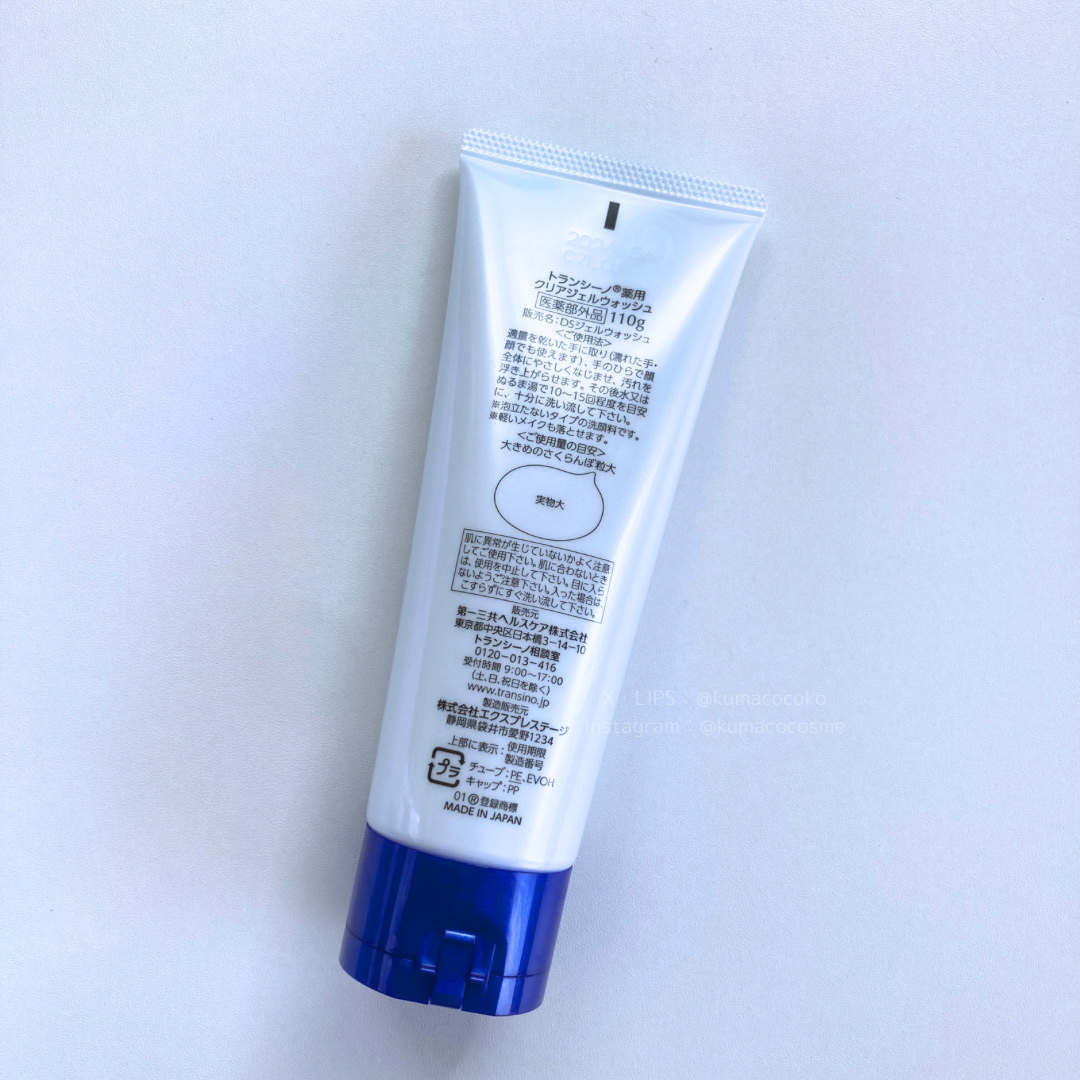 トランシーノ®薬用
クリアジェルウォッシュ
医薬部外品 110g
販売名:DSジェルウォッシュ
<ご使用法>
適量を乾いた手に取り(濡れた手・
顔でも使えます)、手のひらで顔
全体にやさしくなじませ、汚れを
浮き上がらせます。その後水又は
ぬるま湯で10〜15回程度を目安
に、十分に洗い流して下さい。
※泡立たないタイプの洗顔料です。
※軽いメイクも落とせます。
<ご使用量の目安>
大きめのさくらんぼ粒大
実物大
肌に異常が生じていないかよく注意
してご使用下さい。肌に合わないとき
は、使用を中止して下さい。目に入ら
ないようご注意下さい。入った場合は、
こすらずにすぐ洗い流して下さい。
販売元
第一三共ヘルスケア株式会社
東京都中央区日本橋3-14-10
トランシーノ相談室
0120-013-416
受付時間 9:00〜17:00
(土、日、祝日を除く)
www.transino.jp
製造販売元
株式会社エクスプレステージ
静岡県袋井市愛野1234
上部に表示:使用期限
製造番号
プラ
チューブ:PE、EVOH
キャップ:PP
01®登録商標
MADE IN JAPAN
X・LIPS:@kumacocoko
Instagram:@kumacocosme